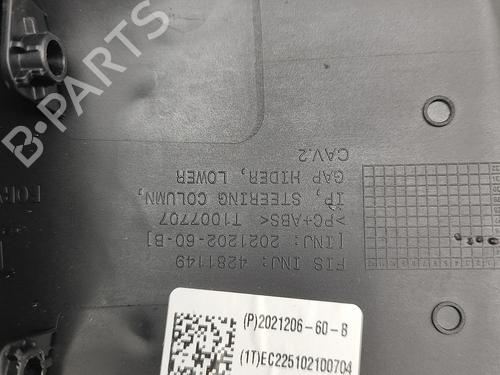 FIS INJ: 4281149
[INJ: 2021202-60-B]
>PC+ABS< T1007707
IP, STEERING COLUMN,
GAP HIDER, LOWER
CAV.2
(P)2021206-60-B
(1T)EC225102100704
B-PARTS